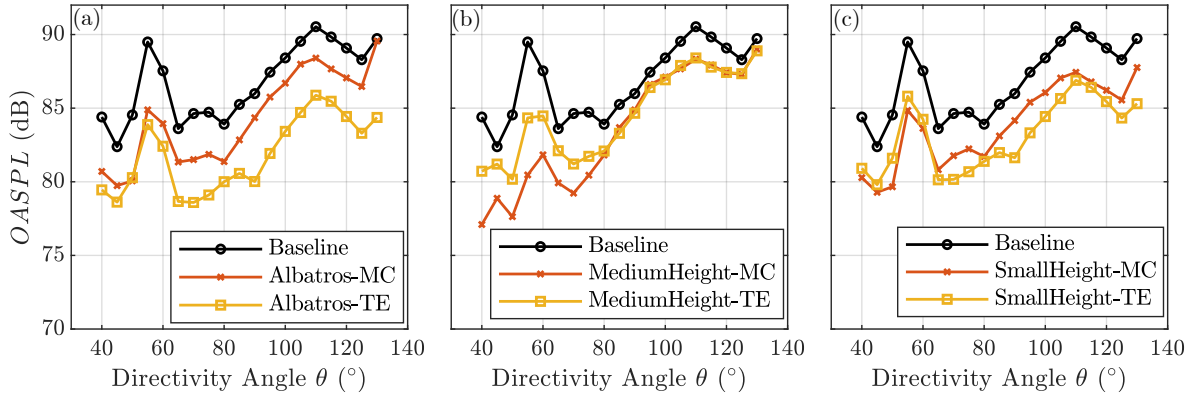 (a)
OASPL (dB)
90
85
80
75
70
Baseline
Albatros-MC
Albatros-TE
40 60 80 100 120 140
Directivity Angle θ (°)
(b)
Baseline
MediumHeight-MC
MediumHeight-TE
40 60 80 100 120 140
Directivity Angle θ (°)
(c)
Baseline
SmallHeight-MC
SmallHeight-TE
40 60 80 100 120 140
Directivity Angle θ (°)